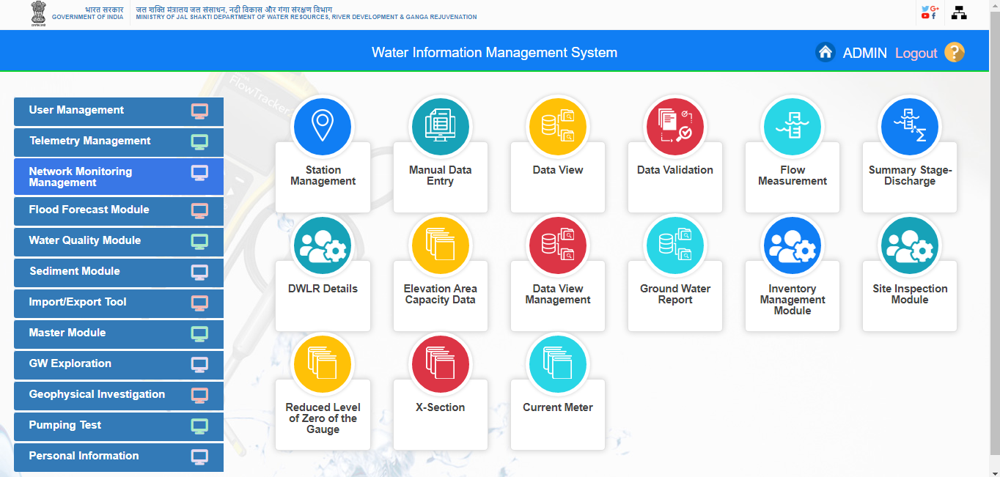 भारत सरकार
GOVERNMENT OF INDIA
जल शक्ति मंत्रालय जल संसाधन, नदी विकास और गंगा संरक्षण विभाग
MINISTRY OF JAL SHAKTI DEPARTMENT OF WATER RESOURCES, RIVER DEVELOPMENT & GANGA REJUVENATION
Water Information Management System
ADMIN Logout ?
FlowTracker
User Management
Telemetry Management
Network Monitoring
Management
Flood Forecast Module
Water Quality Module
Sediment Module
Import/Export Tool
Master Module
GW Exploration
Geophysical Investigation
Pumping Test
Personal Information
Station
Management
Manual Data
Entry
Data View
Data Validation
Flow
Measurement
Summary Stage-
Discharge
DWLR Details
Elevation Area
Capacity Data
Data View
Management
Ground Water
Report
Inventory
Management
Module
Site Inspection
Module
Reduced Level
of Zero of the
Gauge
X-Section
Current Meter